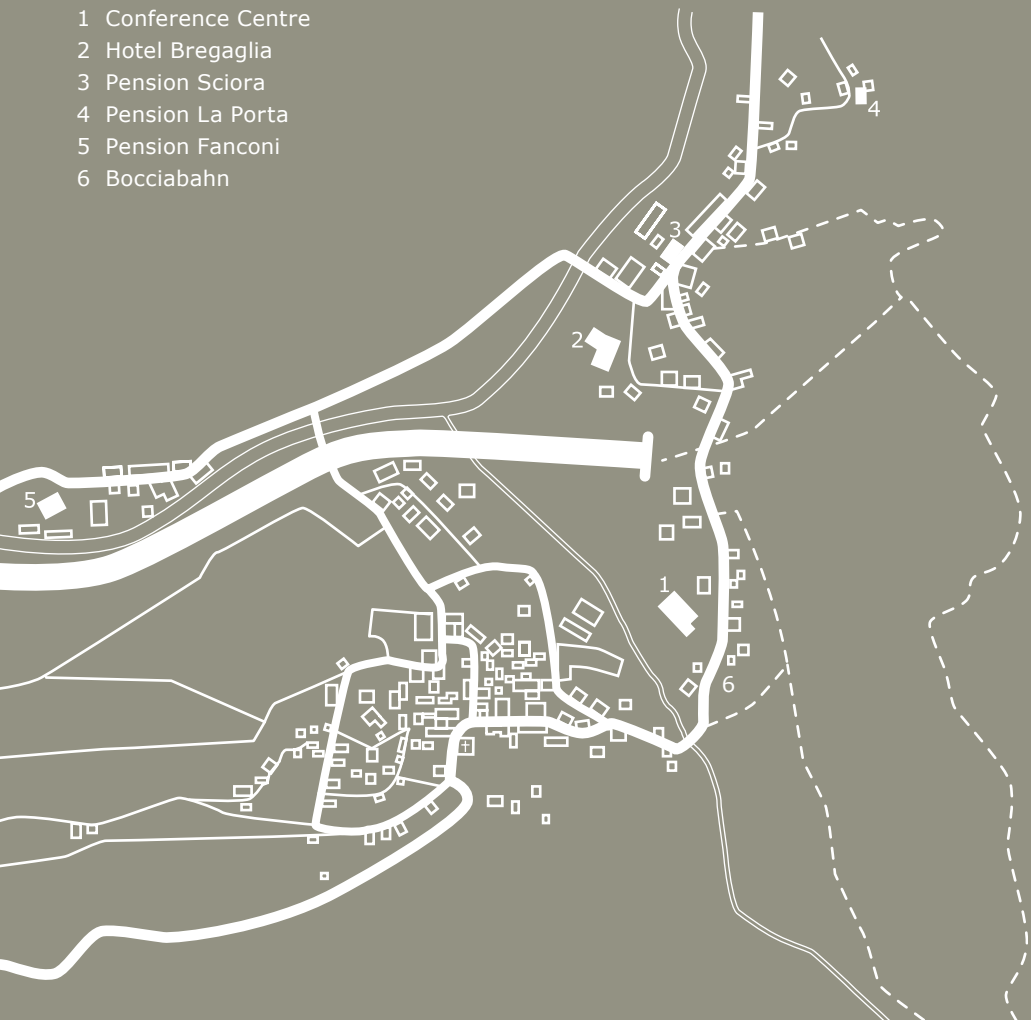 1 Conference Centre
2 Hotel Bregaglia
3 Pension Sciora
4 Pension La Porta
5 Pension Fanconi
6 Bocciabahn
4
3
2
5
1
6